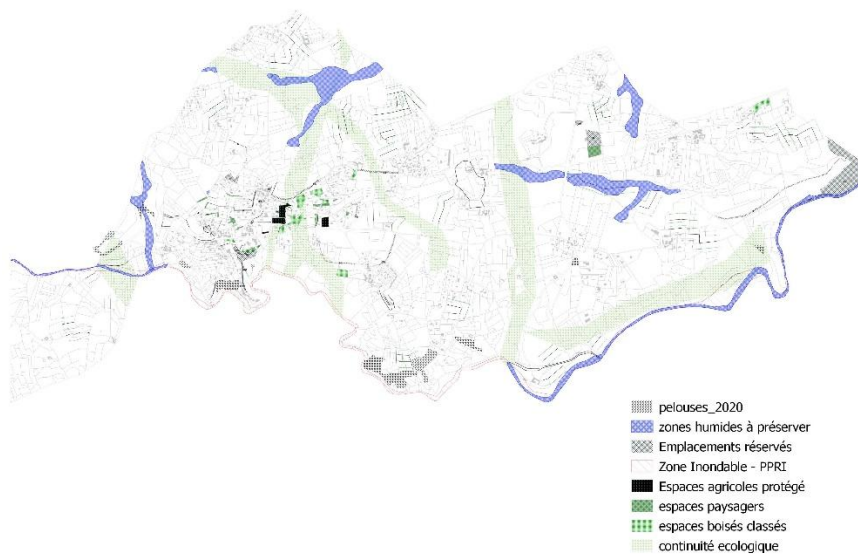 pelouses_2020
zones humides à préserver
Emplacements réservés
Zone Inondable - PPRI
Espaces agricoles protégé
espaces paysagers
espaces boisés classés
continuité ecologique